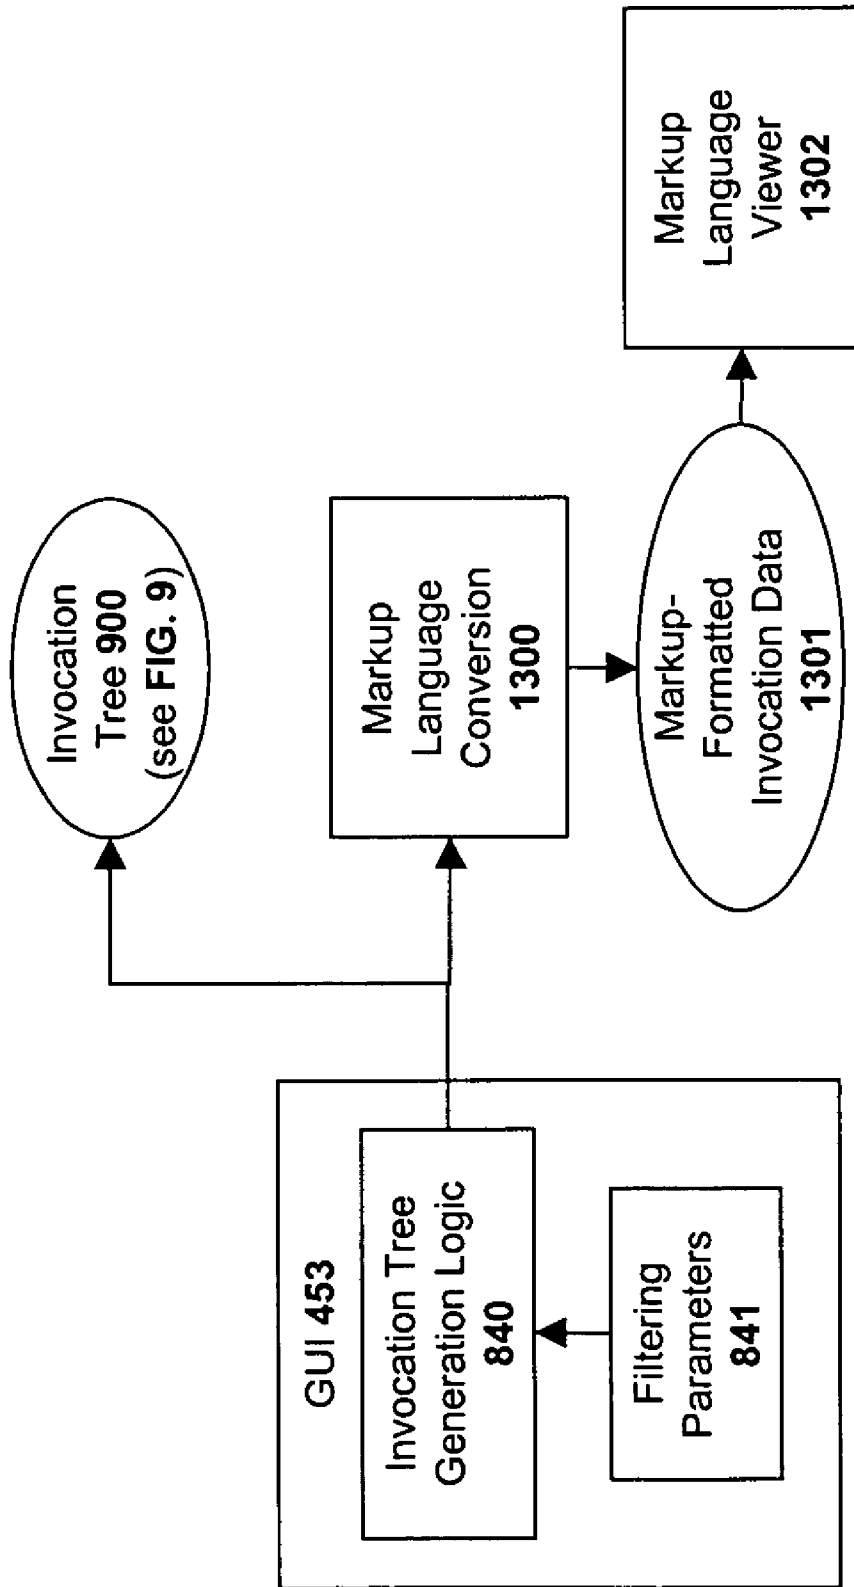 GUI 453
Invocation Tree
Generation Logic
840
Filtering
Parameters
841
Invocation
Tree 900
(see FIG. 9)
Markup
Language
Conversion
1300
Markup-
Formatted
Invocation Data
1301
Markup
Language
Viewer
1302